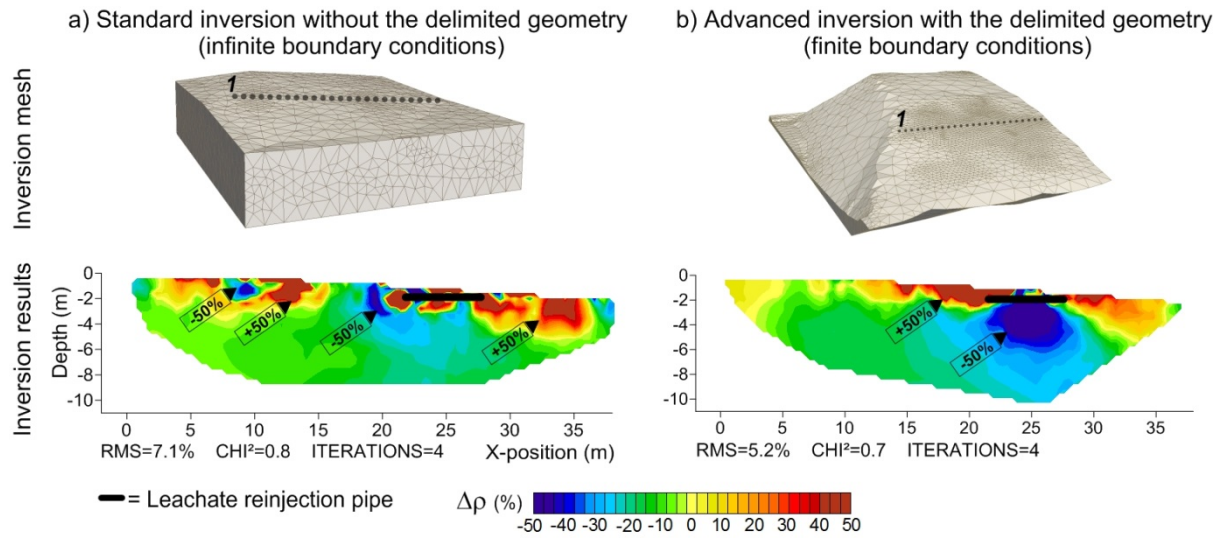 a) Standard inversion without the delimited geometry
(infinite boundary conditions)
b) Advanced inversion with the delimited geometry
(finite boundary conditions)
Inversion mesh
1
1
Inversion results
Depth (m)
0
-2
-4
-6
-8
-10
-50%
+50%
-50%
+50%
0 5 10 15 20 25 30 35
RMS=7.1% CHI²=0.8 ITERATIONS=4 X-position (m)
0
-2
-4
-6
-8
-10
+50%
-50%
0 5 10 15 20 25 30 35
RMS=5.2% CHI²=0.7 ITERATIONS=4
= Leachate reinjection pipe
Δρ (%)
-50 -40 -30 -20 -10 0 10 20 30 40 50